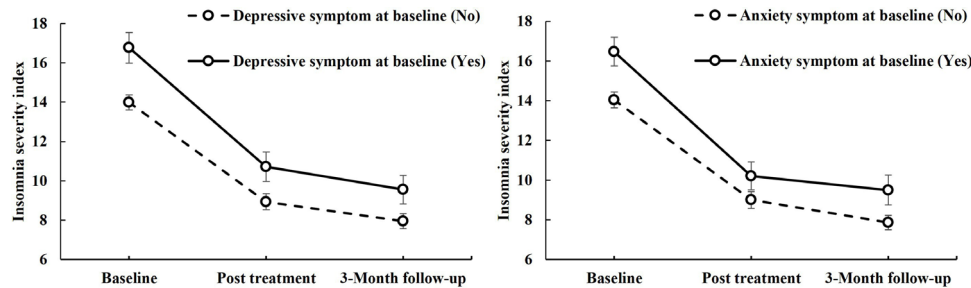 Depressive symptom at baseline (No)
Depressive symptom at baseline (Yes)
Insomnia severity index
18
16
14
12
10
8
6
Baseline
Post treatment
3-Month follow-up
Anxiety symptom at baseline (No)
Anxiety symptom at baseline (Yes)
Insomnia severity index
18
16
14
12
10
8
6
Baseline
Post treatment
3-Month follow-up